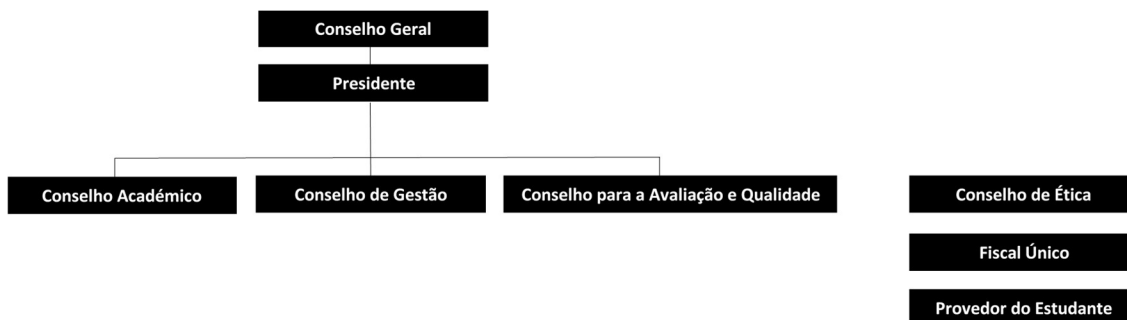 Conselho Geral
Presidente
Conselho Académico
Conselho de Gestão
Conselho para a Avaliação e Qualidade
Conselho de Ética
Fiscal Único
Provedor do Estudante